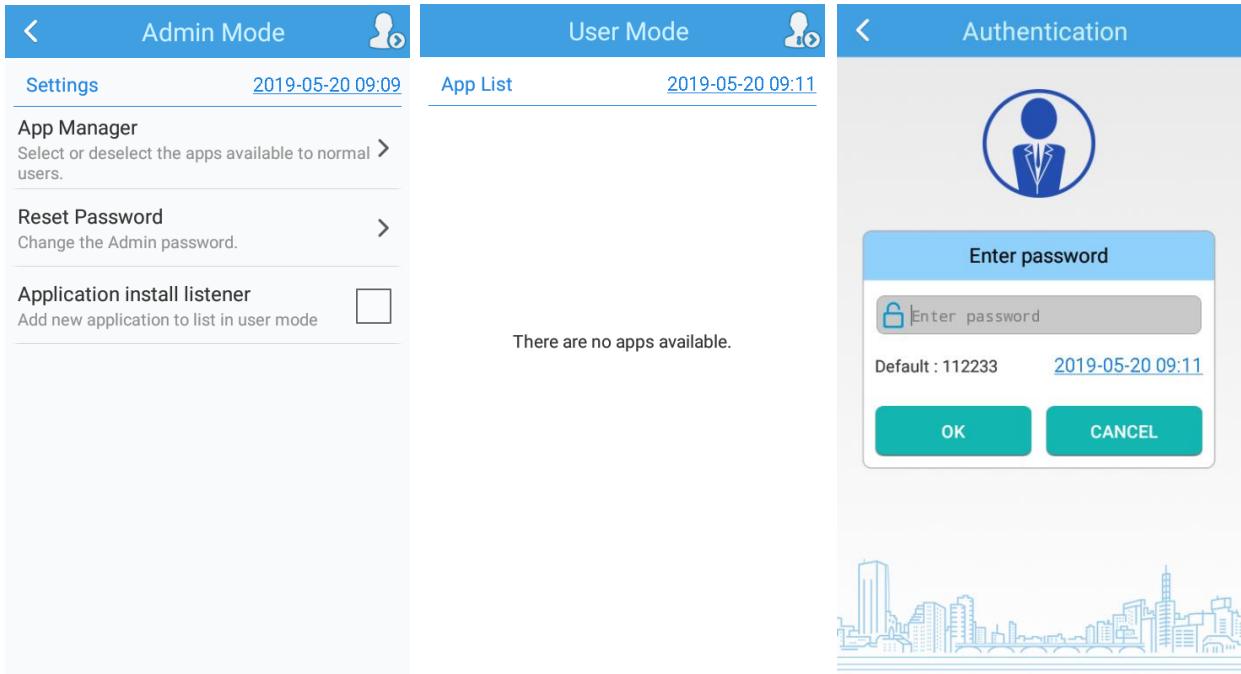 Admin Mode
Settings 2019-05-20 09:09
App Manager
Select or deselect the apps available to normal
users.
Reset Password
Change the Admin password.
Application install listener
Add new application to list in user mode
User Mode
App List 2019-05-20 09:11
There are no apps available.
Authentication
Enter password
Enter password
Default : 112233 2019-05-20 09:11
OK CANCEL